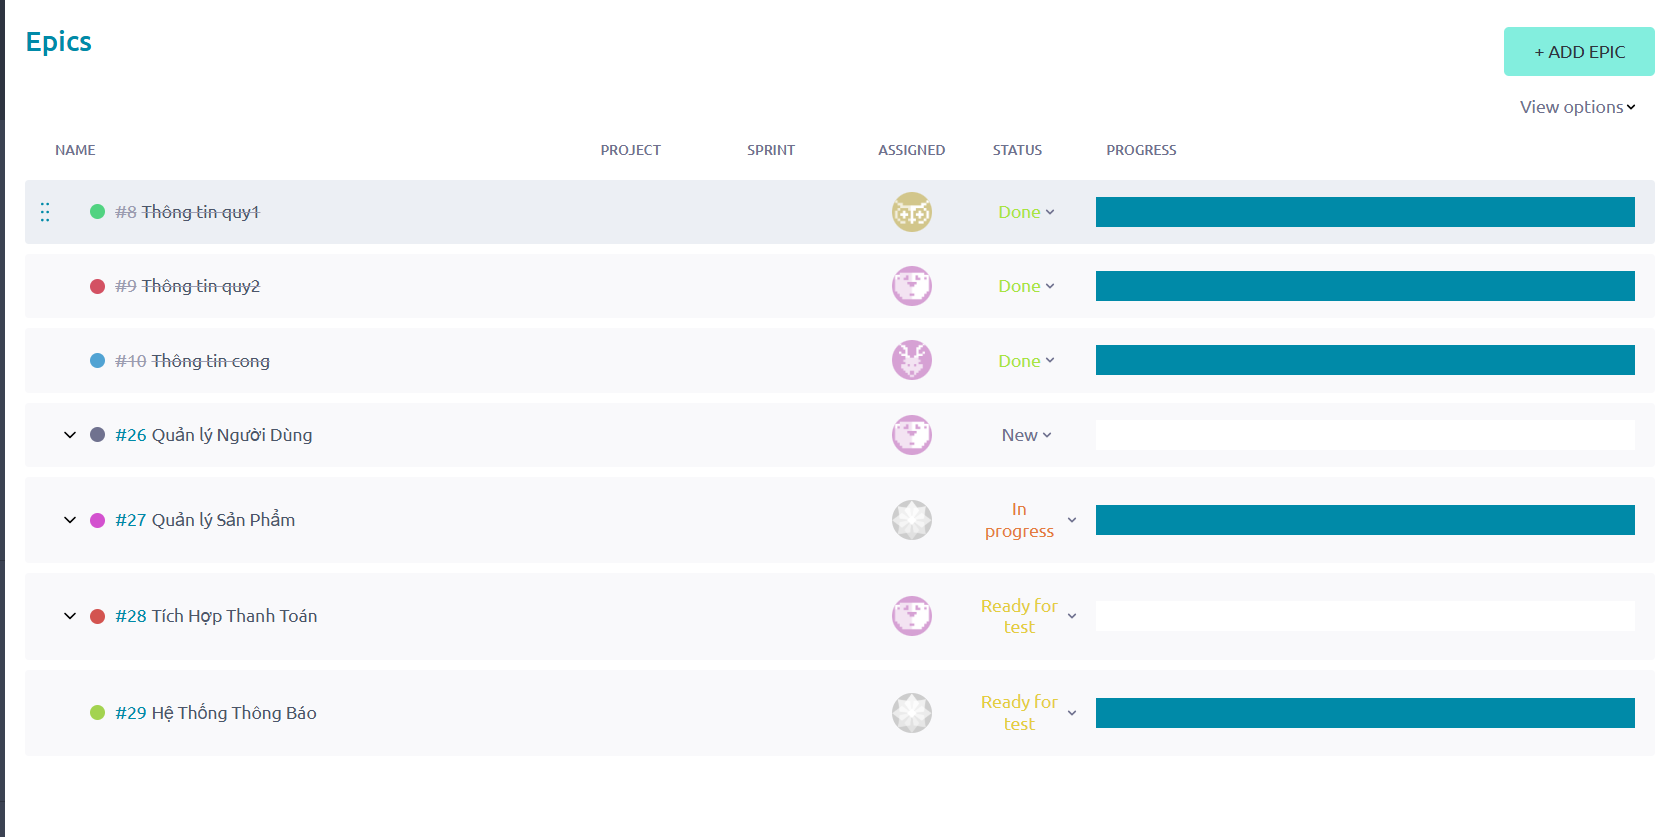 Epics
+ ADD EPIC
View options
NAME PROJECT SPRINT ASSIGNED STATUS PROGRESS
#8 Thông tin quy1 Done
#9 Thông tin quy2 Done
#10 Thông tin cong Done
#26 Quản lý Người Dùng New
#27 Quản lý Sản Phẩm In progress
#28 Tích Hợp Thanh Toán Ready for test
#29 Hệ Thống Thông Báo Ready for test